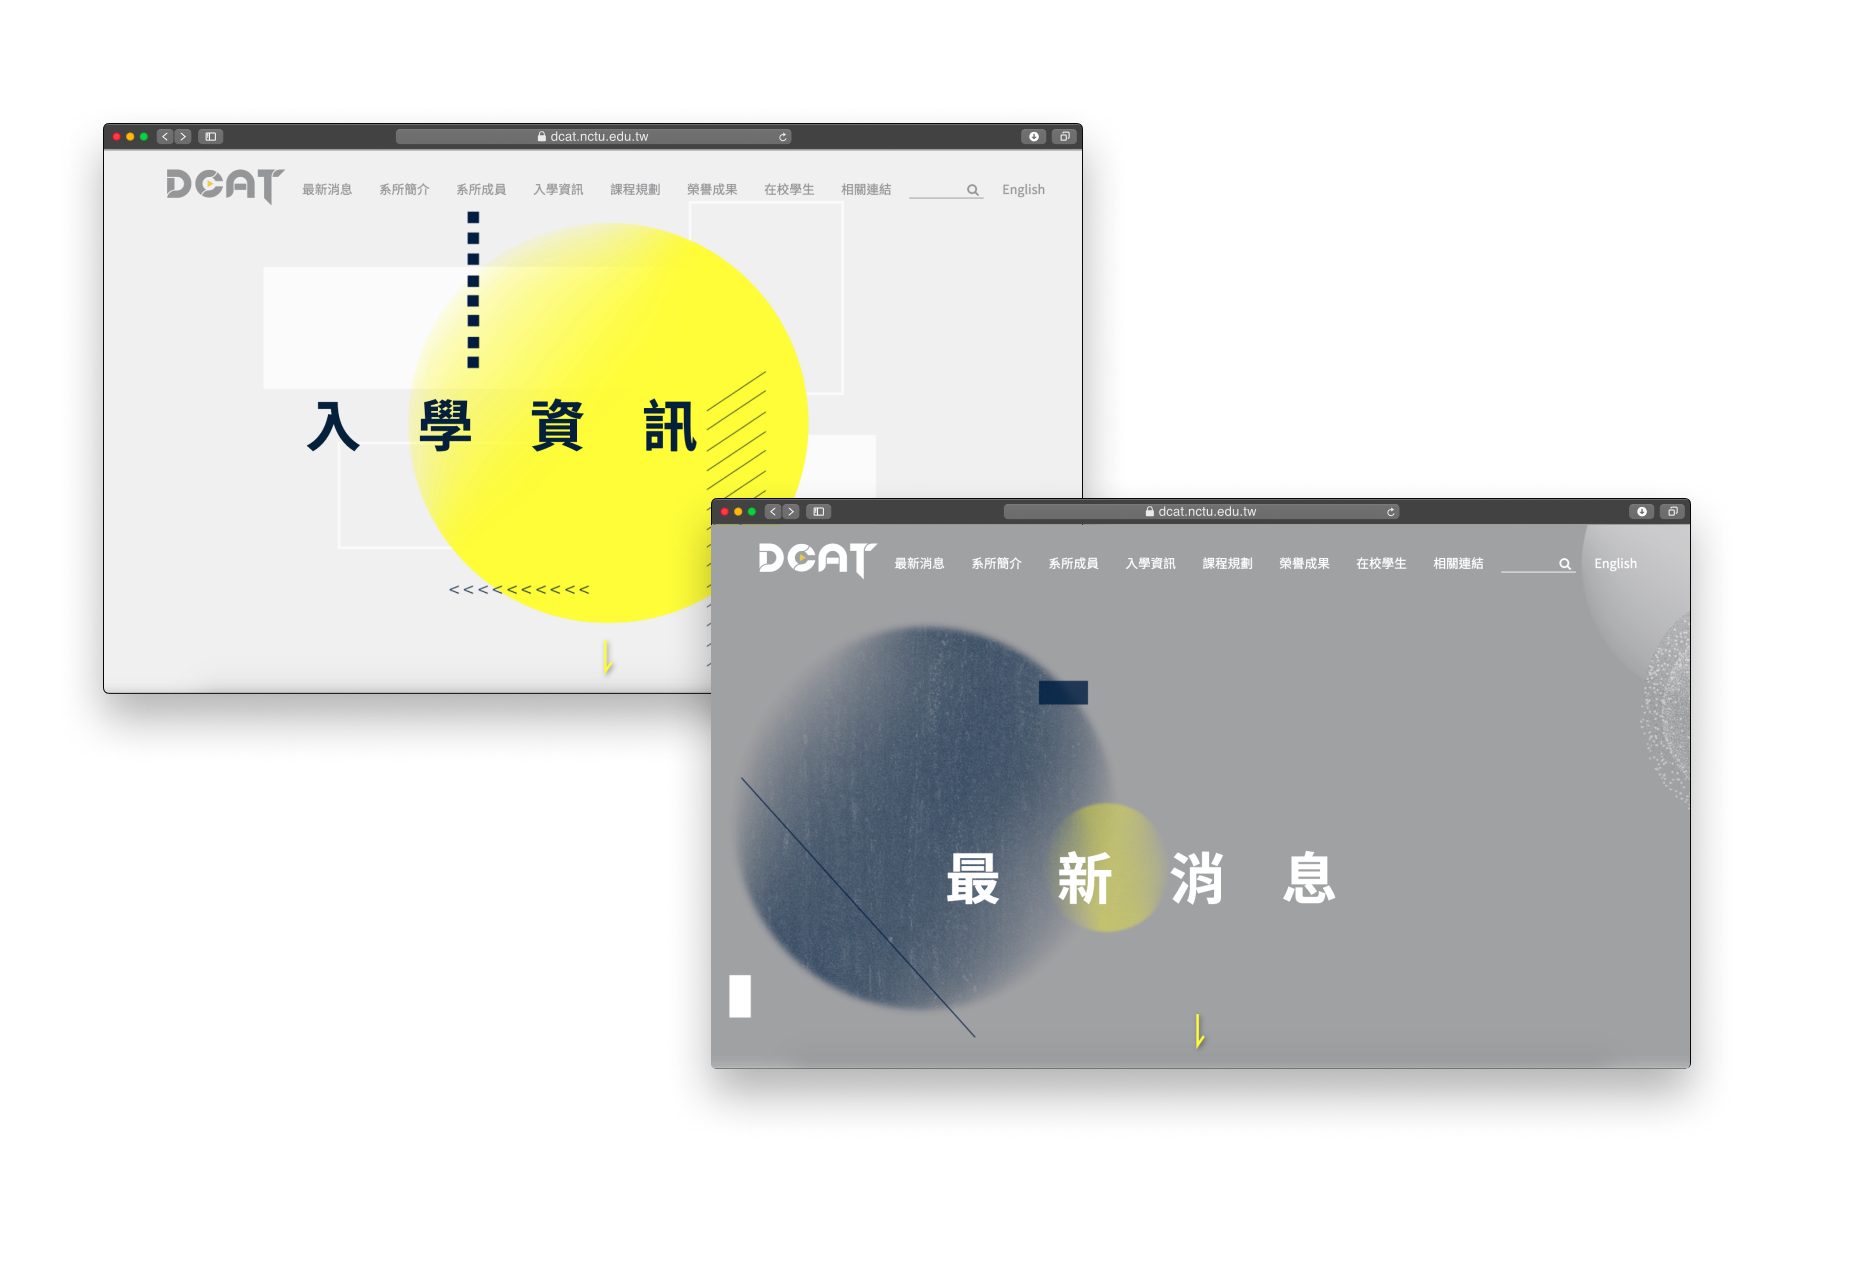 dcat.nctu.edu.tw
DCAT 最新消息 系所簡介 系所成員 入學資訊 課程規劃 榮譽成果 在校學生 相關連結 English
入學資訊
<<<<<<<<<<
dcat.nctu.edu.tw
DCAT 最新消息 系所簡介 系所成員 入學資訊 課程規劃 榮譽成果 在校學生 相關連結 English
最新消息